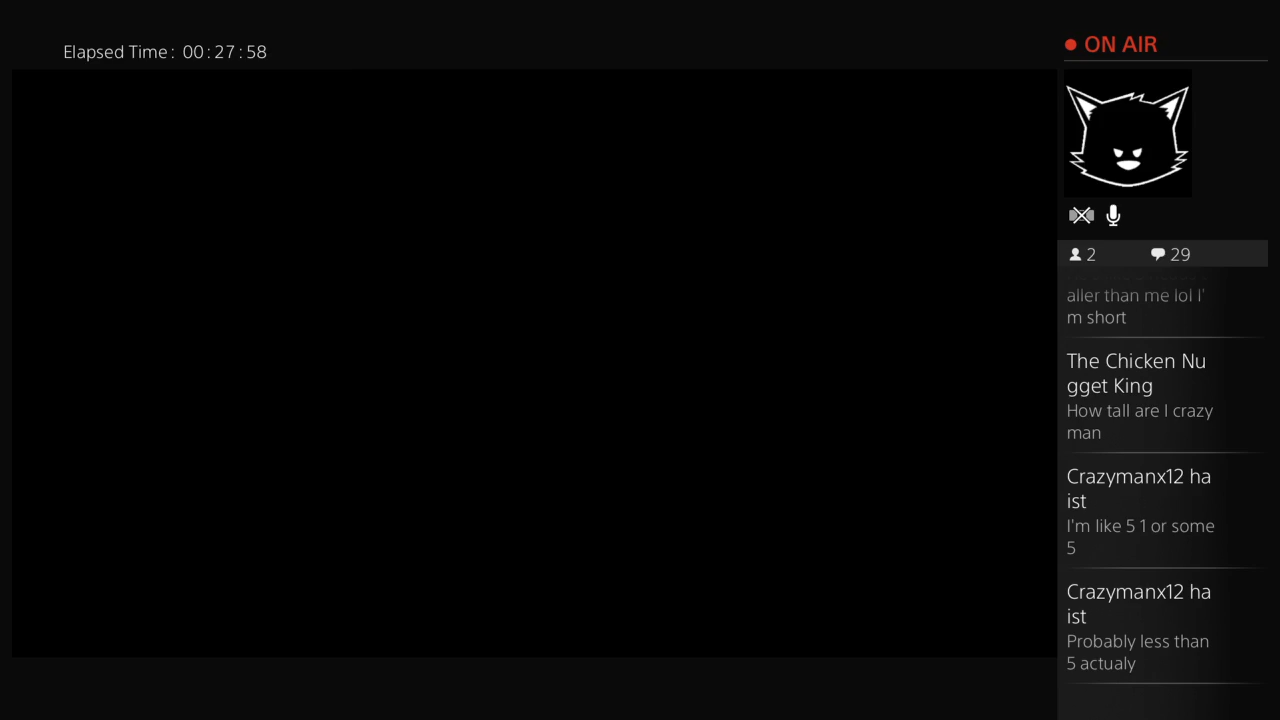 Elapsed Time: 00:27:58
ON AIR
2
29
aller than me lol I'
m short
The Chicken Nu
gget King
How tall are I crazy
man
Crazymanx12 ha
ist
I'm like 5 1 or some
5
Crazymanx12 ha
ist
Probably less than
5 actualy